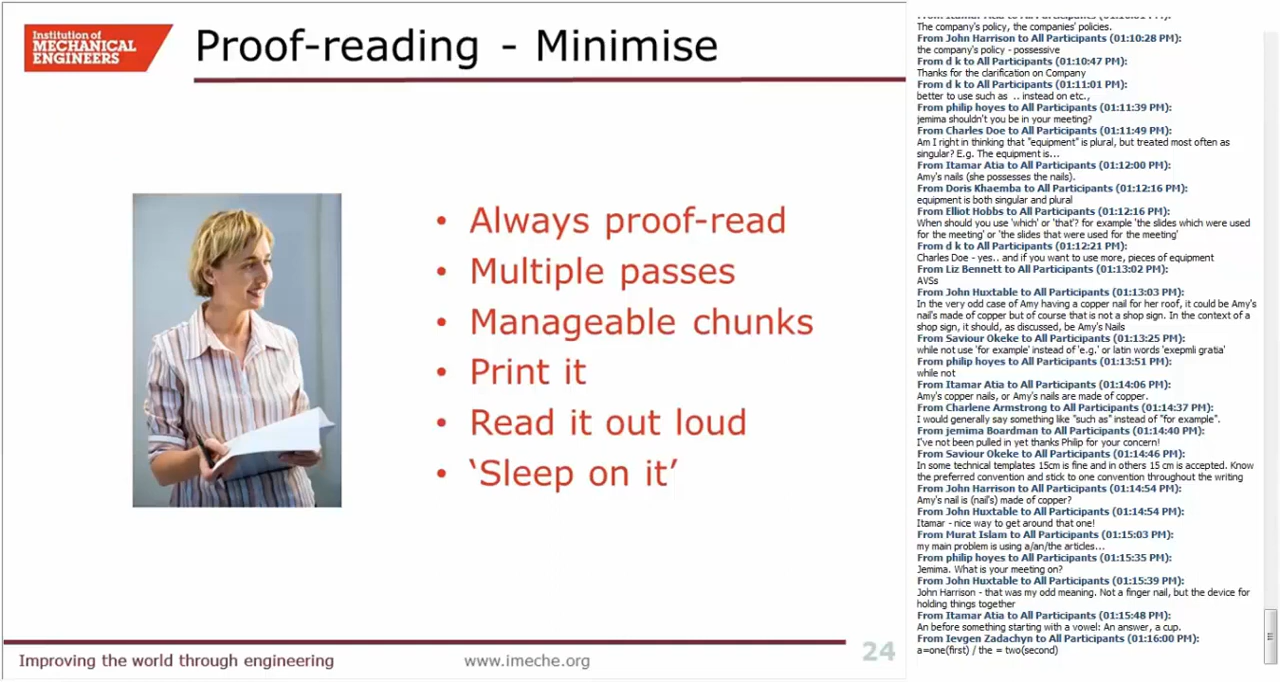 Institution of
MECHANICAL
ENGINEERS
Proof-reading - Minimise
• Always proof-read
• Multiple passes
• Manageable chunks
• Print it
• Read it out loud
• ‘Sleep on it’
Improving the world through engineering
www.imeche.org
24
The company's policy, the companies' policies.
From John Harrison to All Participants (01:10:28 PM):
the company's policy - possessive
From d k to All Participants (01:10:47 PM):
Thanks for the clarification on Company
From d k to All Participants (01:11:01 PM):
better to use such as .. instead on etc.,
From philip hoyes to All Participants (01:11:39 PM):
jemima shouldn't you be in your meeting?
From Charles Doe to All Participants (01:11:49 PM):
Am I right in thinking that "equipment" is plural, but treated most often as
singular? E.g. The equipment is...
From Itamar Atia to All Participants (01:12:00 PM):
Amy's nails (she possesses the nails).
From Doris Khaemba to All Participants (01:12:16 PM):
equipment is both singular and plural
From Elliot Hobbs to All Participants (01:12:16 PM):
When should you use 'which' or 'that'? for example 'the slides which were used
for the meeting' or 'the slides that were used for the meeting'
From d k to All Participants (01:12:21 PM):
Charles Doe - yes.. and if you want to use more, pieces of equipment
From Liz Bennett to All Participants (01:13:02 PM):
AVSs
From John Huxtable to All Participants (01:13:03 PM):
In the very odd case of Amy having a copper nail for her roof, it could be Amy's
nail's made of copper but of course that is not a shop sign. In the context of a
shop sign, it should, as discussed, be Amy's Nails
From Saviour Okeke to All Participants (01:13:25 PM):
while not use 'for example' instead of 'e.g.' or latin words 'exepmli gratia'
From philip hoyes to All Participants (01:13:51 PM):
while not
From Itamar Atia to All Participants (01:14:06 PM):
Amy's copper nails, or Amy's nails are made of copper.
From Charlene Armstrong to All Participants (01:14:37 PM):
I would generally say something like "such as" instead of "for example".
From jemima Boardman to All Participants (01:14:40 PM):
I've not been pulled in yet thanks Philip for your concern!
From Saviour Okeke to All Participants (01:14:46 PM):
In some technical templates 15cm is fine and in others 15 cm is accepted. Know
the preferred convention and stick to one convention throughout the writing
From John Harrison to All Participants (01:14:54 PM):
Amy's nail is (nail's) made of copper?
From John Huxtable to All Participants (01:14:54 PM):
Itamar - nice way to get around that one!
From Murat Islam to All Participants (01:15:03 PM):
my main problem is using a/an/the articles...
From philip hoyes to All Participants (01:15:35 PM):
Jemima. What is your meeting on?
From John Huxtable to All Participants (01:15:39 PM):
John Harrison - that was my odd meaning. Not a finger nail, but the device for
holding things together
From Itamar Atia to All Participants (01:15:48 PM):
An before something starting with a vowel: An answer, a cup.
From Ievgen Zadachyn to All Participants (01:16:00 PM):
a=one(first) / the = two(second)